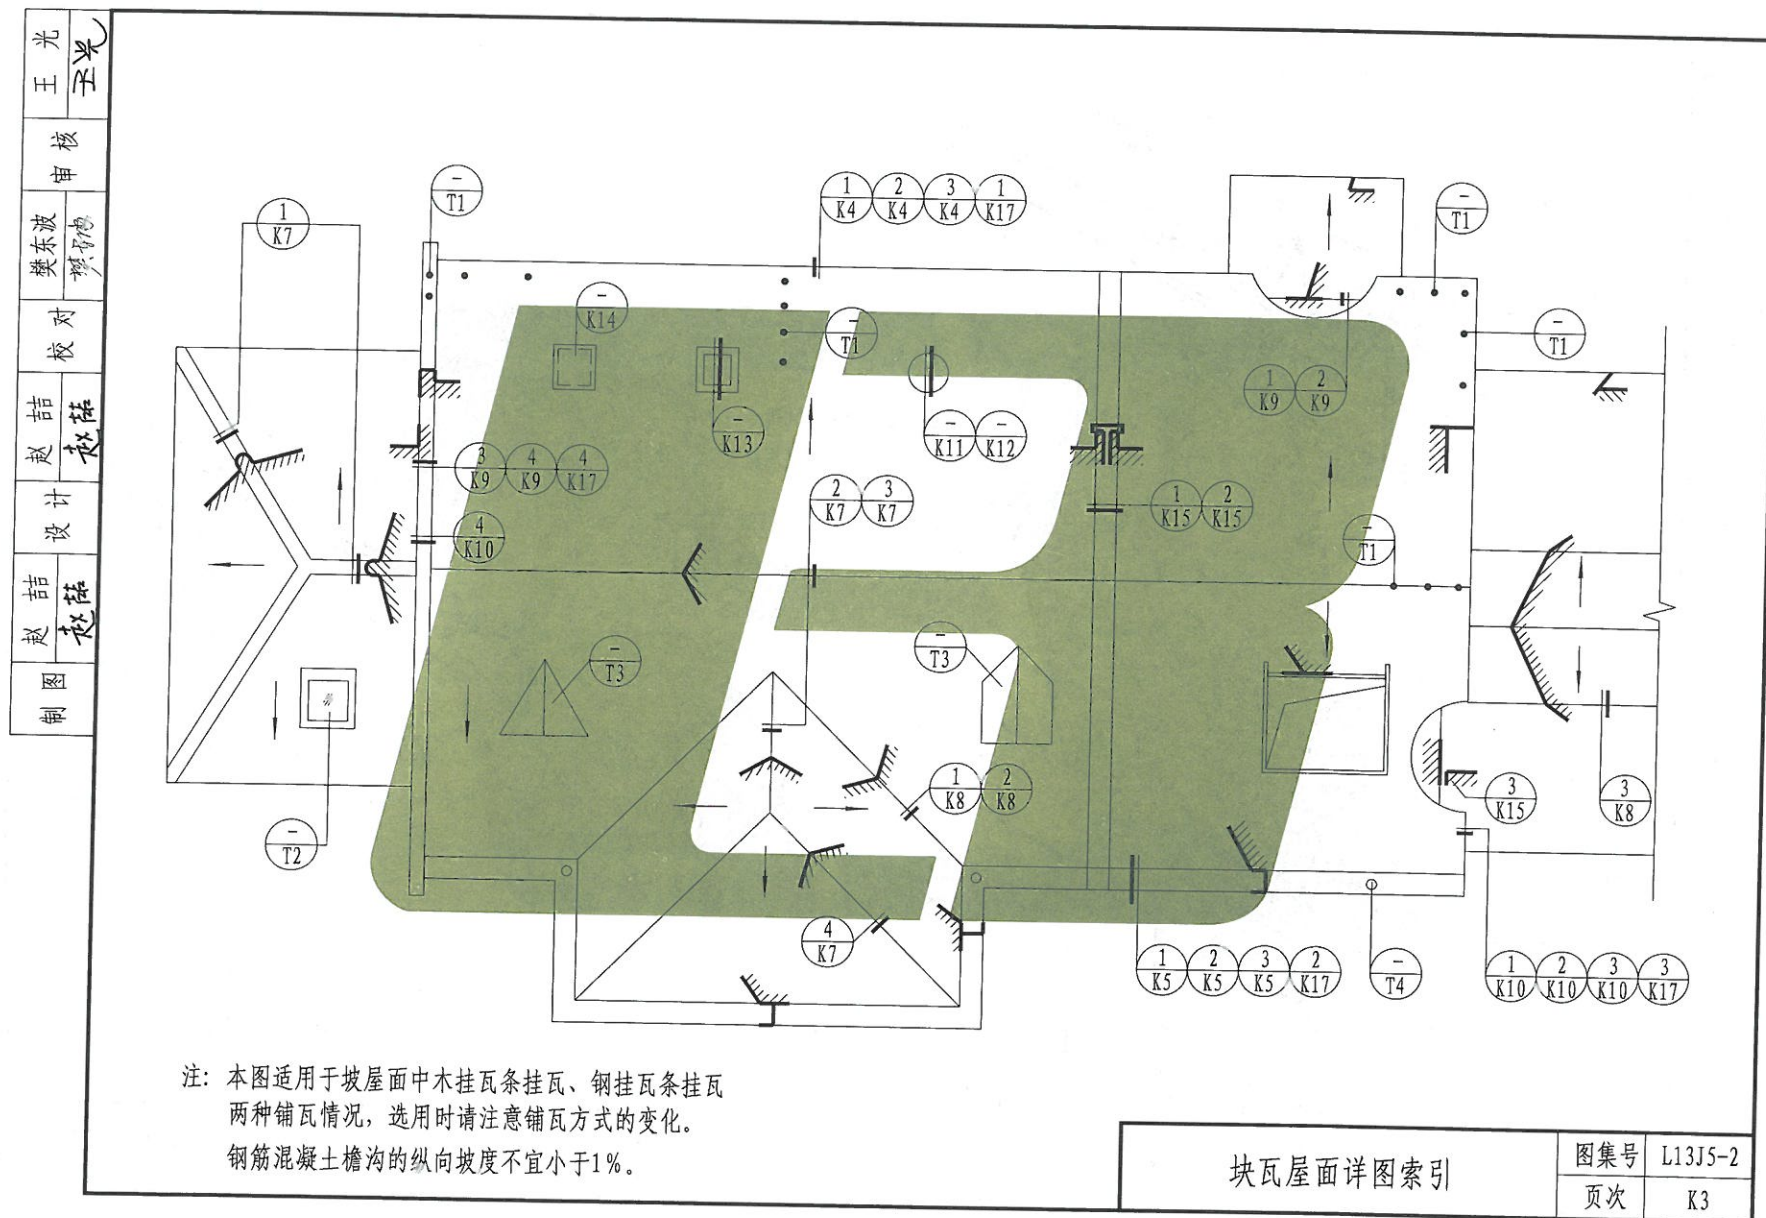 王光
审核
樊东波
校对
赵喆
设计
赵喆
制图
1
K7
-
T1
1 2 3 1
K4 K4 K4 K17
-
T1
-
K14
-
T1
-
T1
-
K13
-
K11
-
K12
1 2
K9 K9
3 4 4
K9 K9 K17
2 3
K7 K7
1 2
K15 K15
4
K10
-
T1
-
T3
-
T3
1 2
K8 K8
3
K15
3
K8
-
T2
4
K7
1 2 3 2
K5 K5 K5 K17
-
T4
1 2 3 3
K10 K10 K10 K17
注: 本图适用于坡屋面中木挂瓦条挂瓦、钢挂瓦条挂瓦
两种铺瓦情况，选用时请注意铺瓦方式的变化。
钢筋混凝土檐沟的纵向坡度不宜小于1%。
块瓦屋面详图索引
图集号 L13J5-2
页次 K3